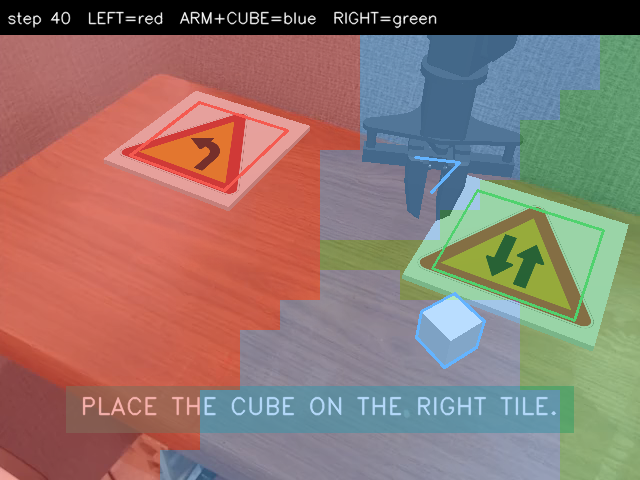 step 40 LEFT=red ARM+CUBE=blue RIGHT=green
PLACE THE CUBE ON THE RIGHT TILE.